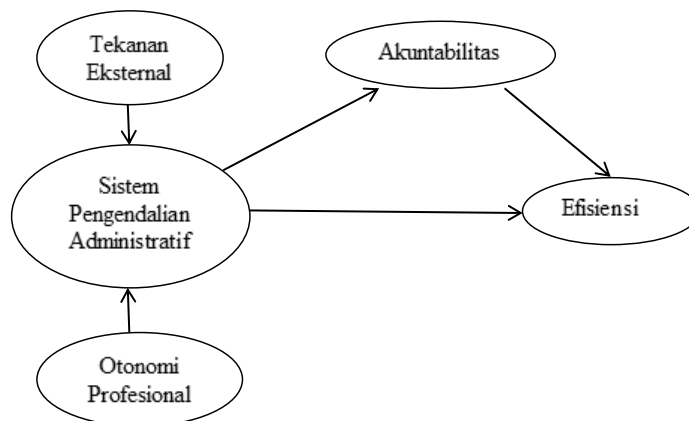 Tekanan
Eksternal
Akuntabilitas
Sistem
Pengendalian
Administratif
Efisiensi
Otonomi
Profesional